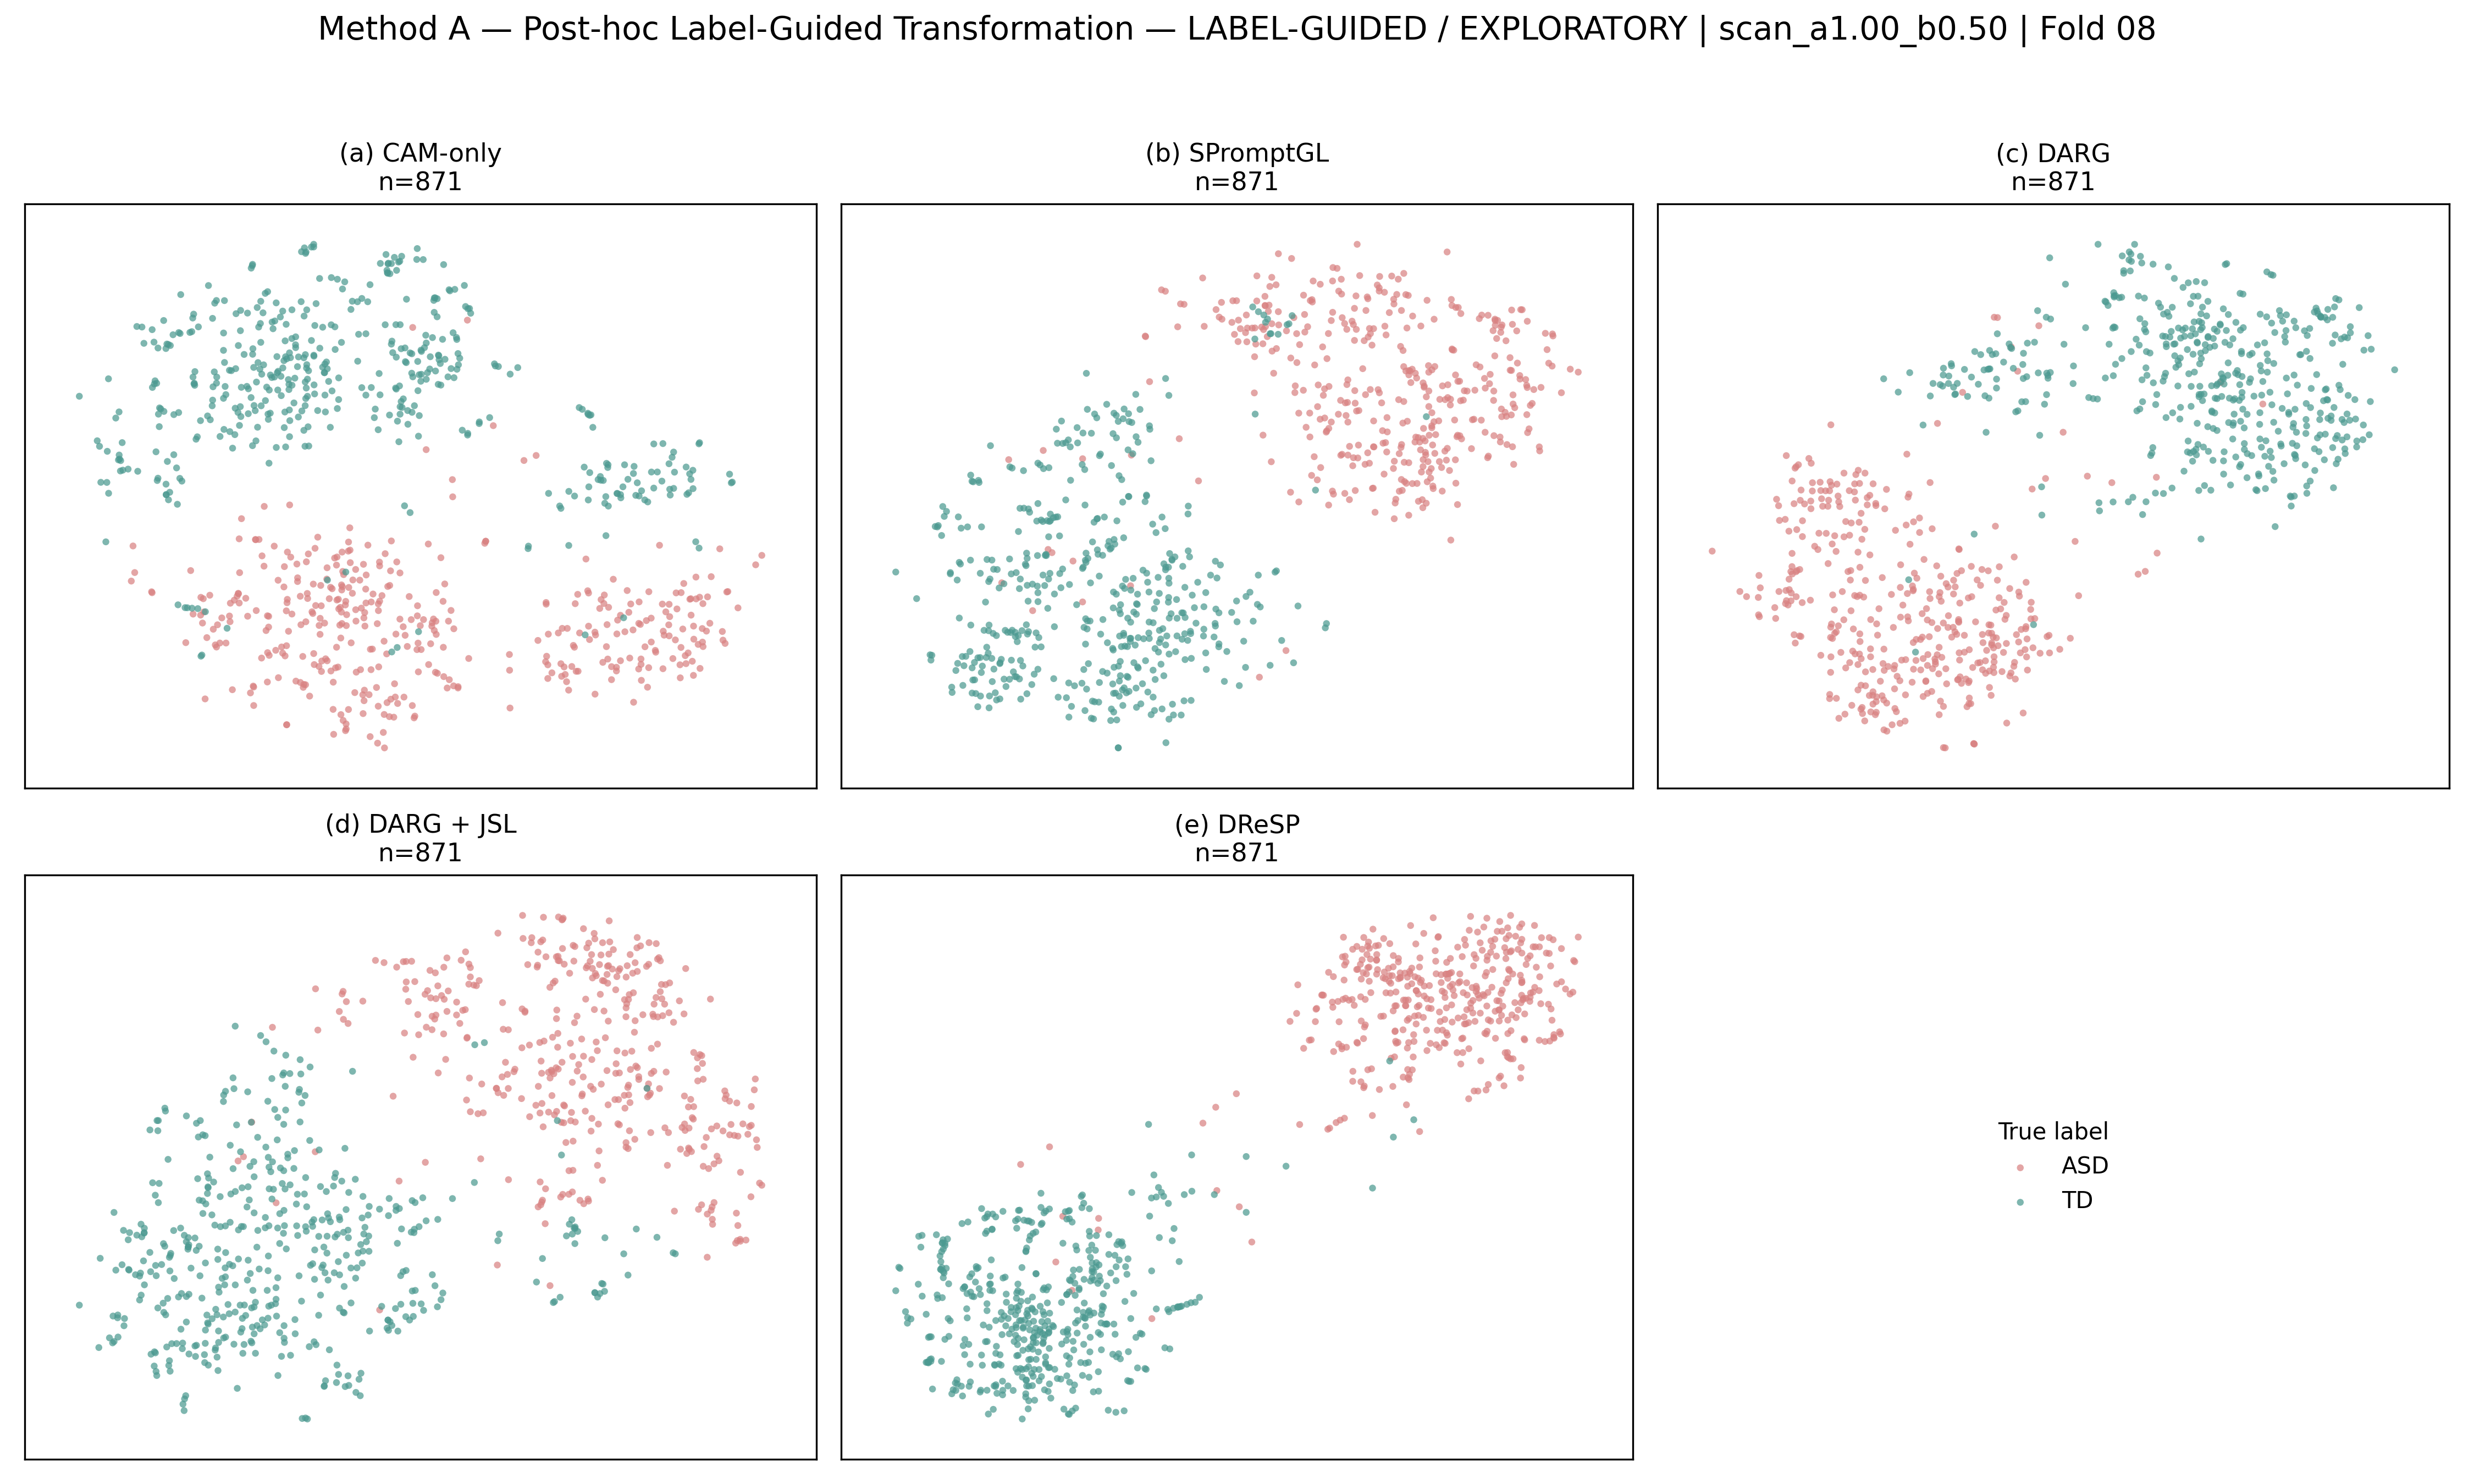 Method A — Post-hoc Label-Guided Transformation — LABEL-GUIDED / EXPLORATORY | scan_a1.00_b0.50 | Fold 08
(a) CAM-only
n=871
(b) SPromptGL
n=871
(c) DARG
n=871
(d) DARG + JSL
n=871
(e) DReSP
n=871
True label
ASD
TD